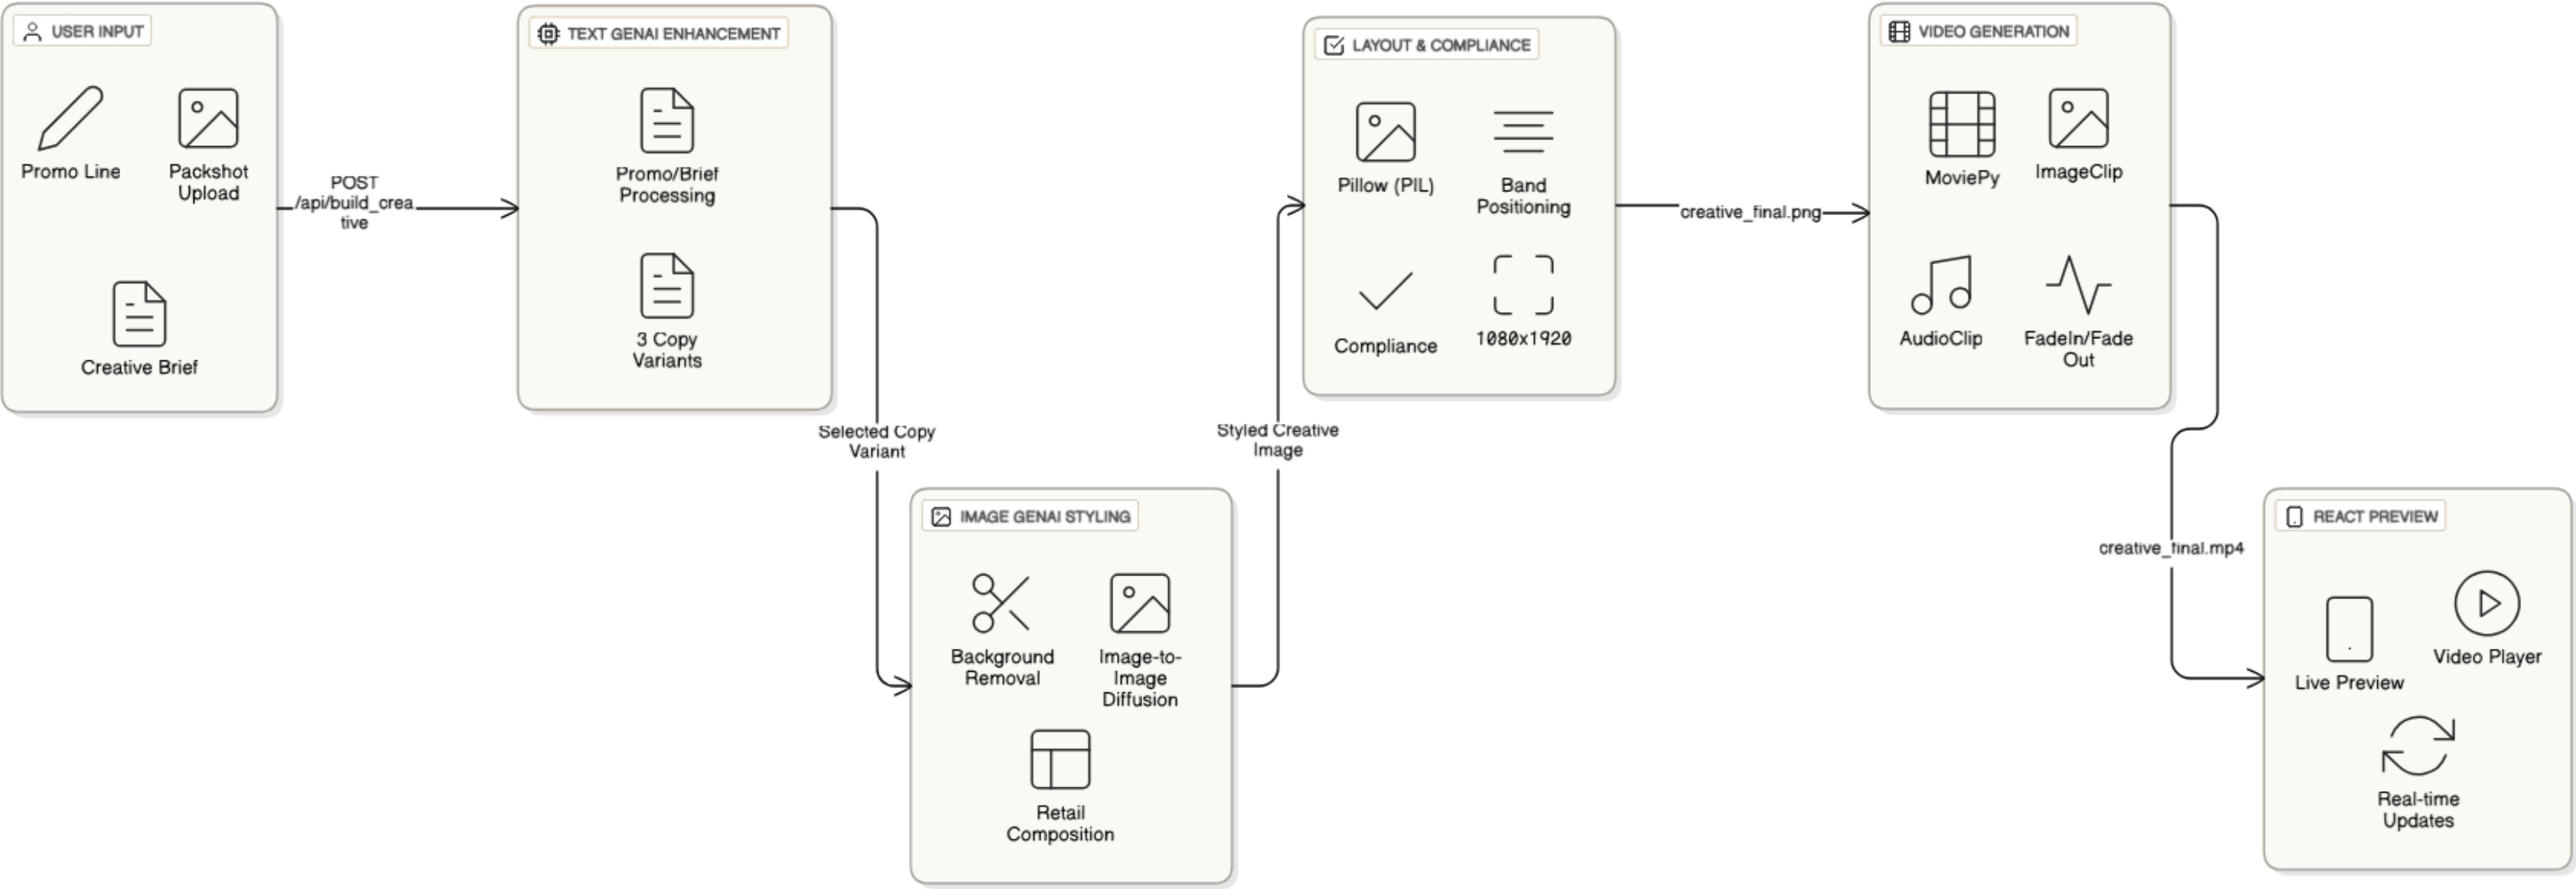 USER INPUT
Promo Line
Packshot
Upload
Creative Brief
POST
/api/build_crea
tive
TEXT GENAI ENHANCEMENT
Promo/Brief
Processing
3 Copy
Variants
Selected Copy
Variant
IMAGE GENAI STYLING
Background
Removal
Image-to-
Image
Diffusion
Retail
Composition
Styled Creative
Image
LAYOUT & COMPLIANCE
Pillow (PIL)
Band
Positioning
Compliance
1080x1920
creative_final.png
VIDEO GENERATION
MoviePy
ImageClip
AudioClip
FadeIn/Fade
Out
creative_final.mp4
REACT PREVIEW
Live Preview
Video Player
Real-time
Updates